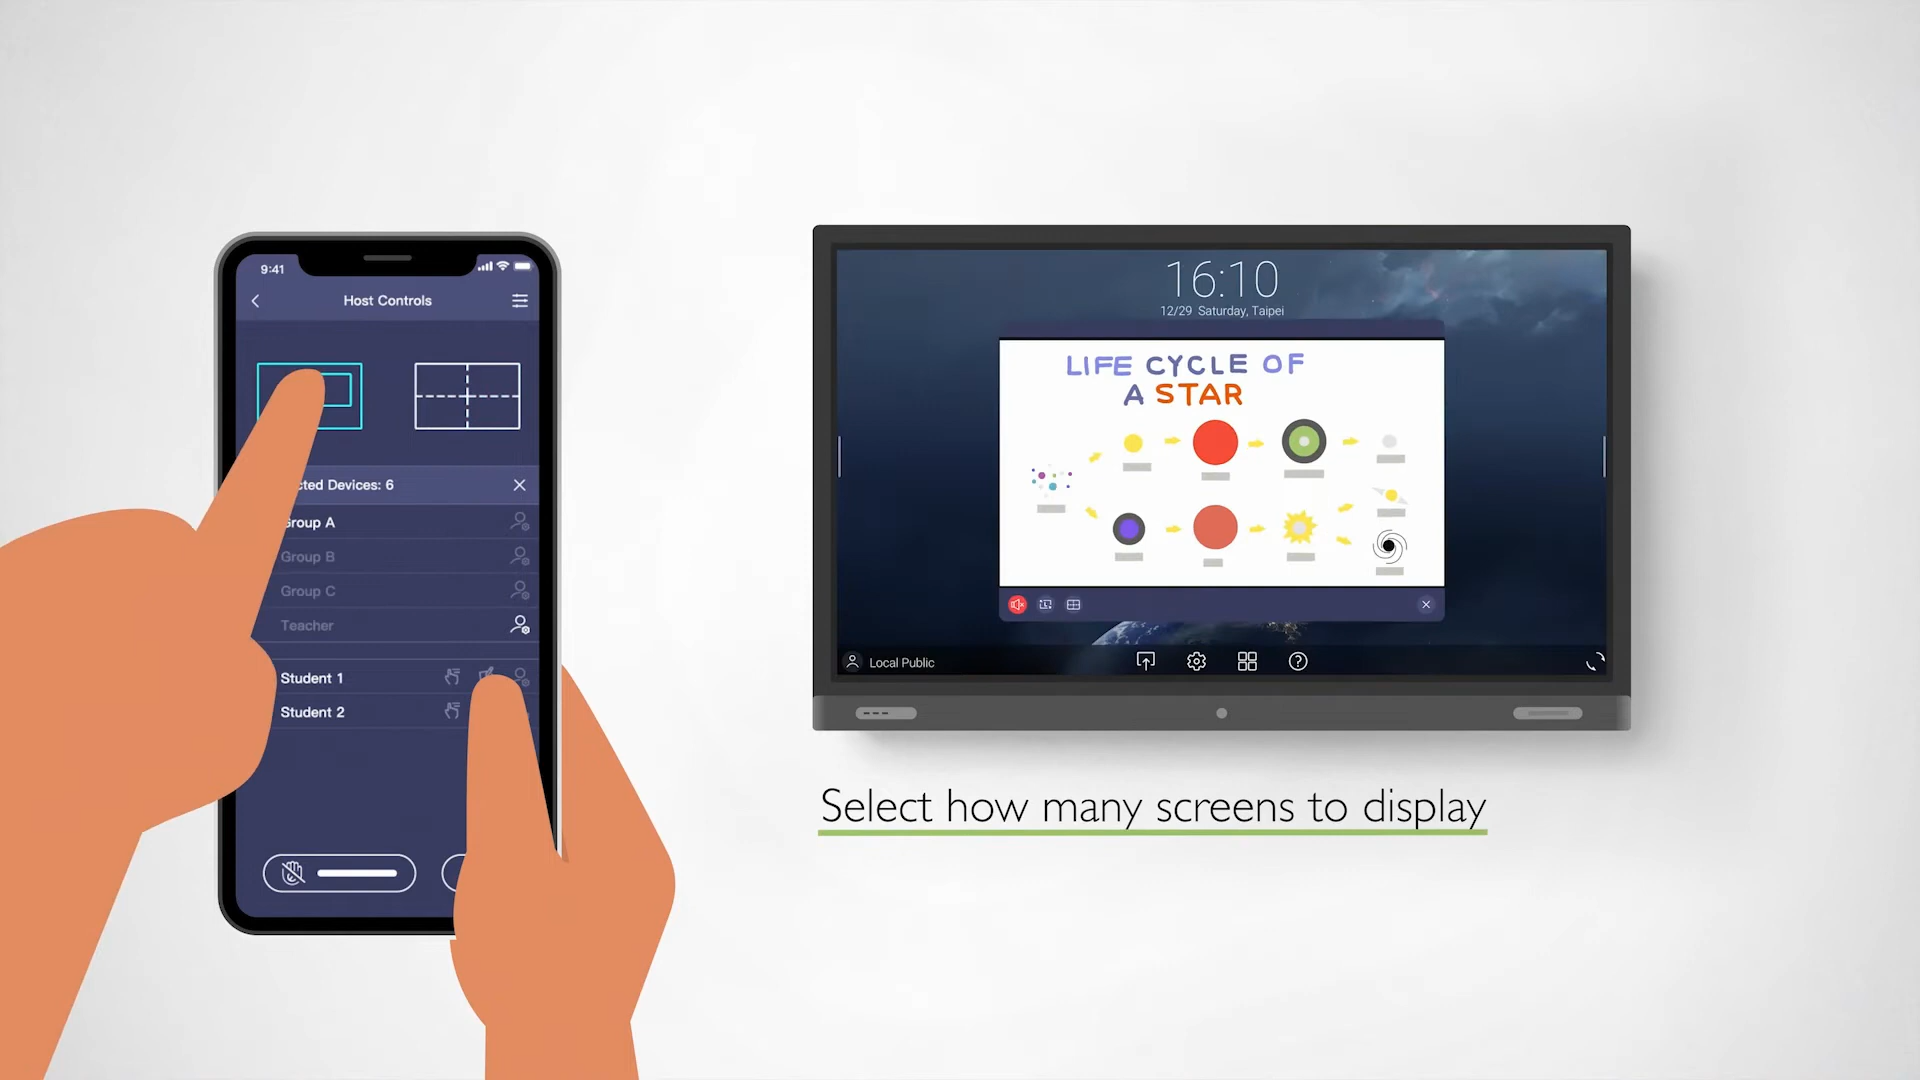 9:41
Host Controls
cted Devices: 6
Group A
Group B
Group C
Teacher
Student 1
Student 2
16:10
12/29 Saturday, Taipei
LIFE CYCLE OF
A STAR
Local Public
Select how many screens to display